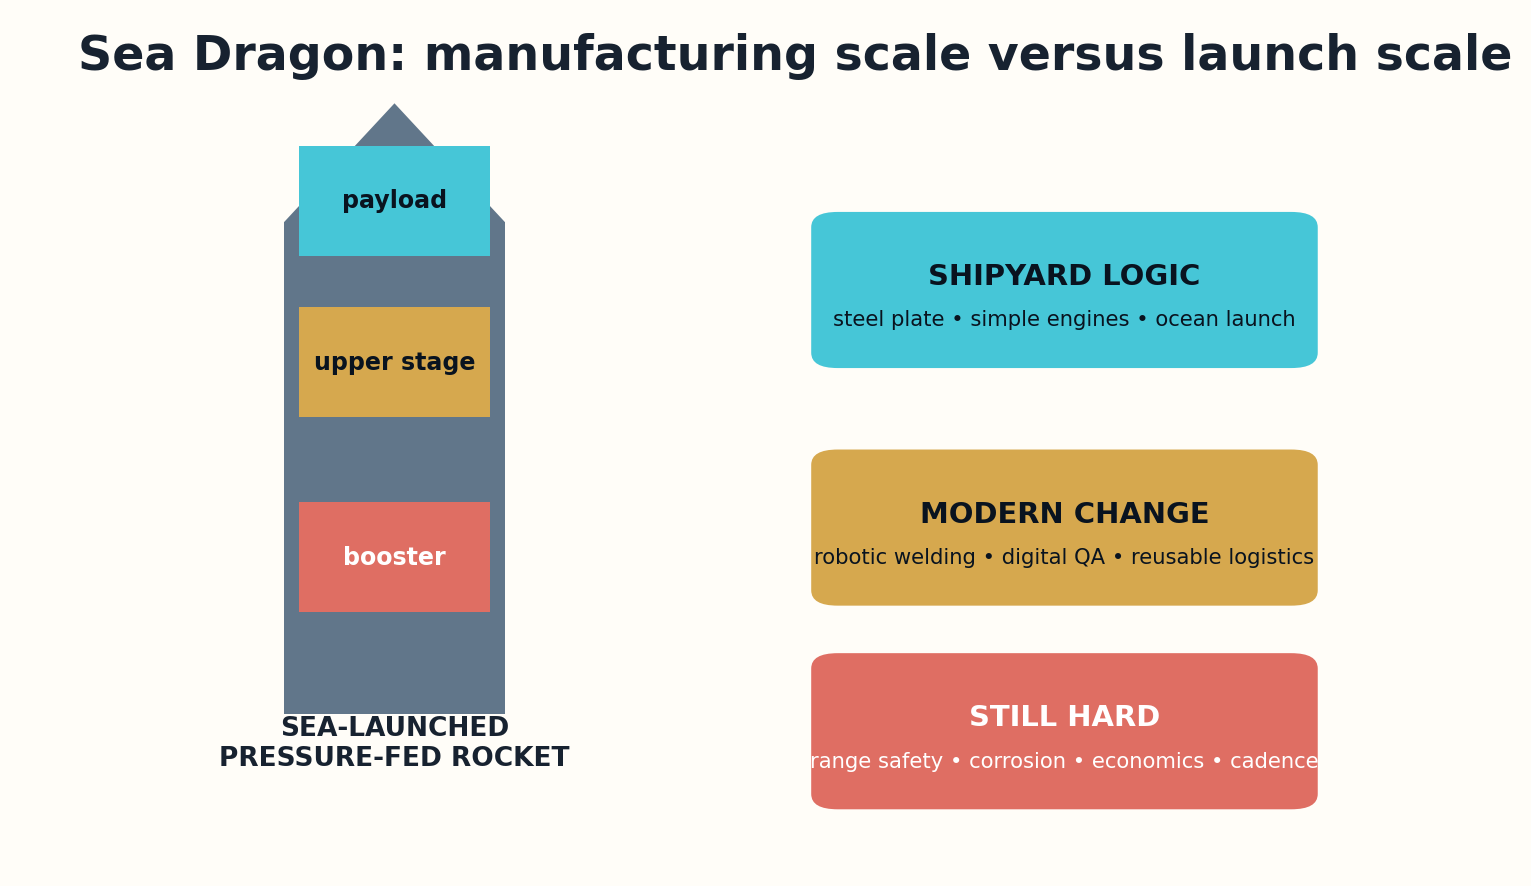 Sea Dragon: manufacturing scale versus launch scale
payload
upper stage
booster
SEA-LAUNCHED
PRESSURE-FED ROCKET
SHIPYARD LOGIC
steel plate • simple engines • ocean launch
MODERN CHANGE
robotic welding • digital QA • reusable logistics
STILL HARD
range safety • corrosion • economics • cadence